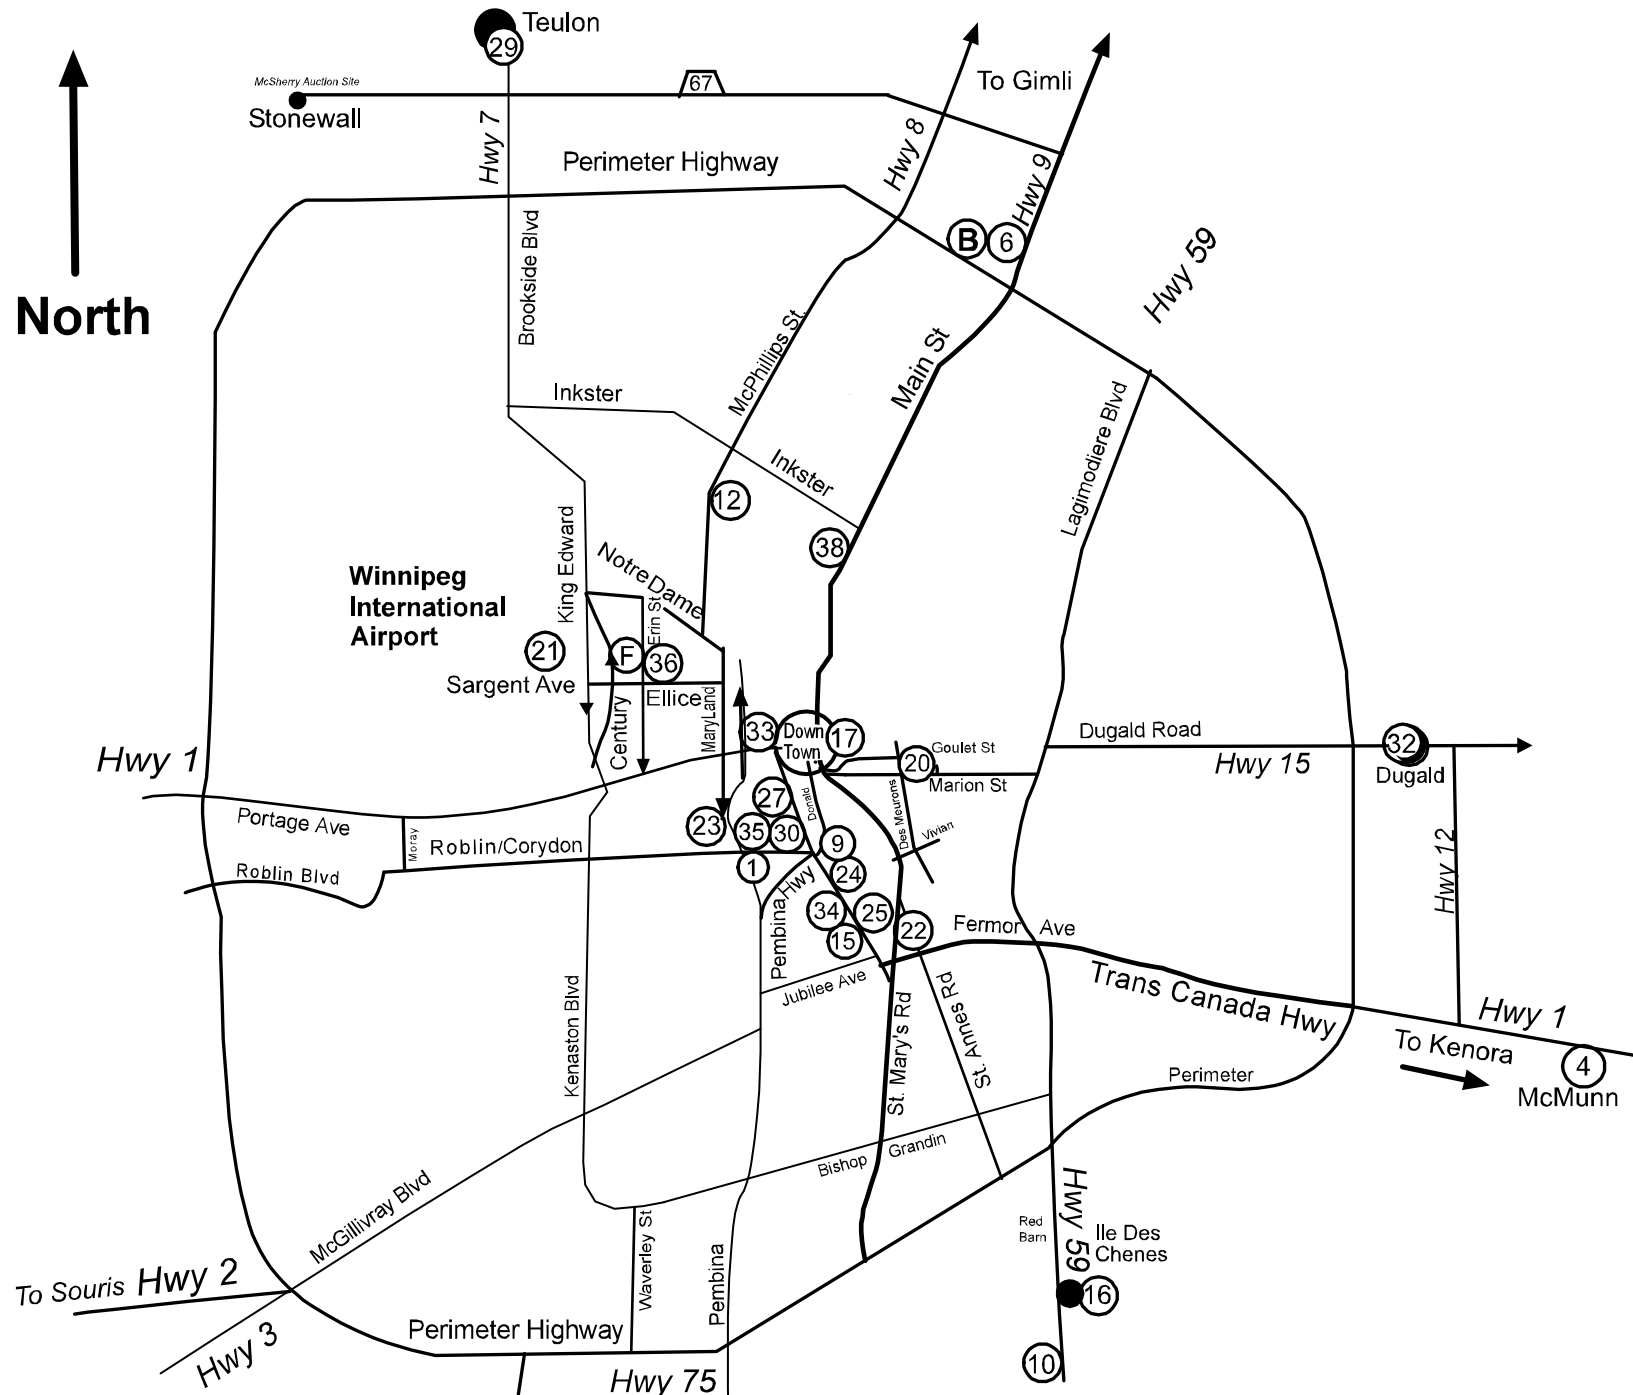 Teulon
29
McSherry Auction Site
Stonewall
67
To Gimli
Hwy 7
Hwy 8
Hwy 9
Perimeter Highway
B
6
Hwy 59
North
Brookside Blvd
McPhillips St.
Main St
Inkster
Inkster
Lagimodiere Blvd
12
38
King Edward
Notre Dame
Erin St
Winnipeg
International
Airport
21
F
36
Sargent Ave
Ellice
Century
MaryLand
33
Down
Town
17
Goulet St
20
Marion St
Dugald Road
32
Hwy 15
Dugald
Hwy 1
Portage Ave
Moray
Roblin/Corydon
Roblin Blvd
27
Donald
23
35
30
9
1
24
Des Meurons
Vivian
Hwy 12
Pembina Hwy
34
25
15
22
Fermor Ave
Jubilee Ave
Trans Canada Hwy
Hwy 1
To Kenora
4
McMunn
Kenaston Blvd
St. Mary's Rd
St. Annes Rd
Perimeter
Bishop Grandin
McGillivray Blvd
Waverley St
Pembina
Red
Barn
Hwy 59
Ile Des
Chenes
16
10
To Souris Hwy 2
Hwy 3
Perimeter Highway
Hwy 75